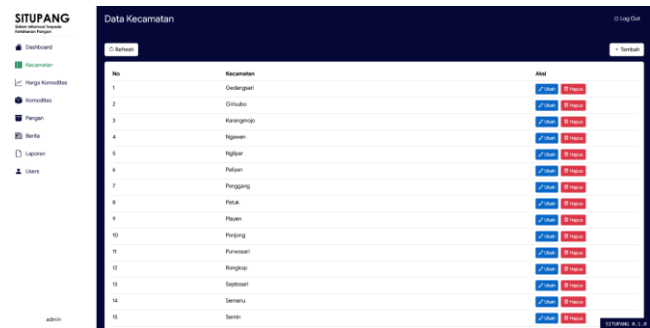 SITUPANG
Sistem Informasi Terpadu
Ketahanan Pangan
Dashboard
Kecamatan
Harga Komoditas
Komoditas
Pangan
Berita
Laporan
Users
admin
Data Kecamatan
Log Out
Refresh
+ Tambah
No Kecamatan Aksi
1 Gedangsari Ubah Hapus
2 Girisubo Ubah Hapus
3 Karangmojo Ubah Hapus
4 Ngawen Ubah Hapus
5 Nglipar Ubah Hapus
6 Paliyan Ubah Hapus
7 Panggang Ubah Hapus
8 Patuk Ubah Hapus
9 Playen Ubah Hapus
10 Ponjong Ubah Hapus
11 Purwosari Ubah Hapus
12 Rongkop Ubah Hapus
13 Saptosari Ubah Hapus
14 Semanu Ubah Hapus
15 Semin Ubah Hapus
SITUPANG 0.1.0